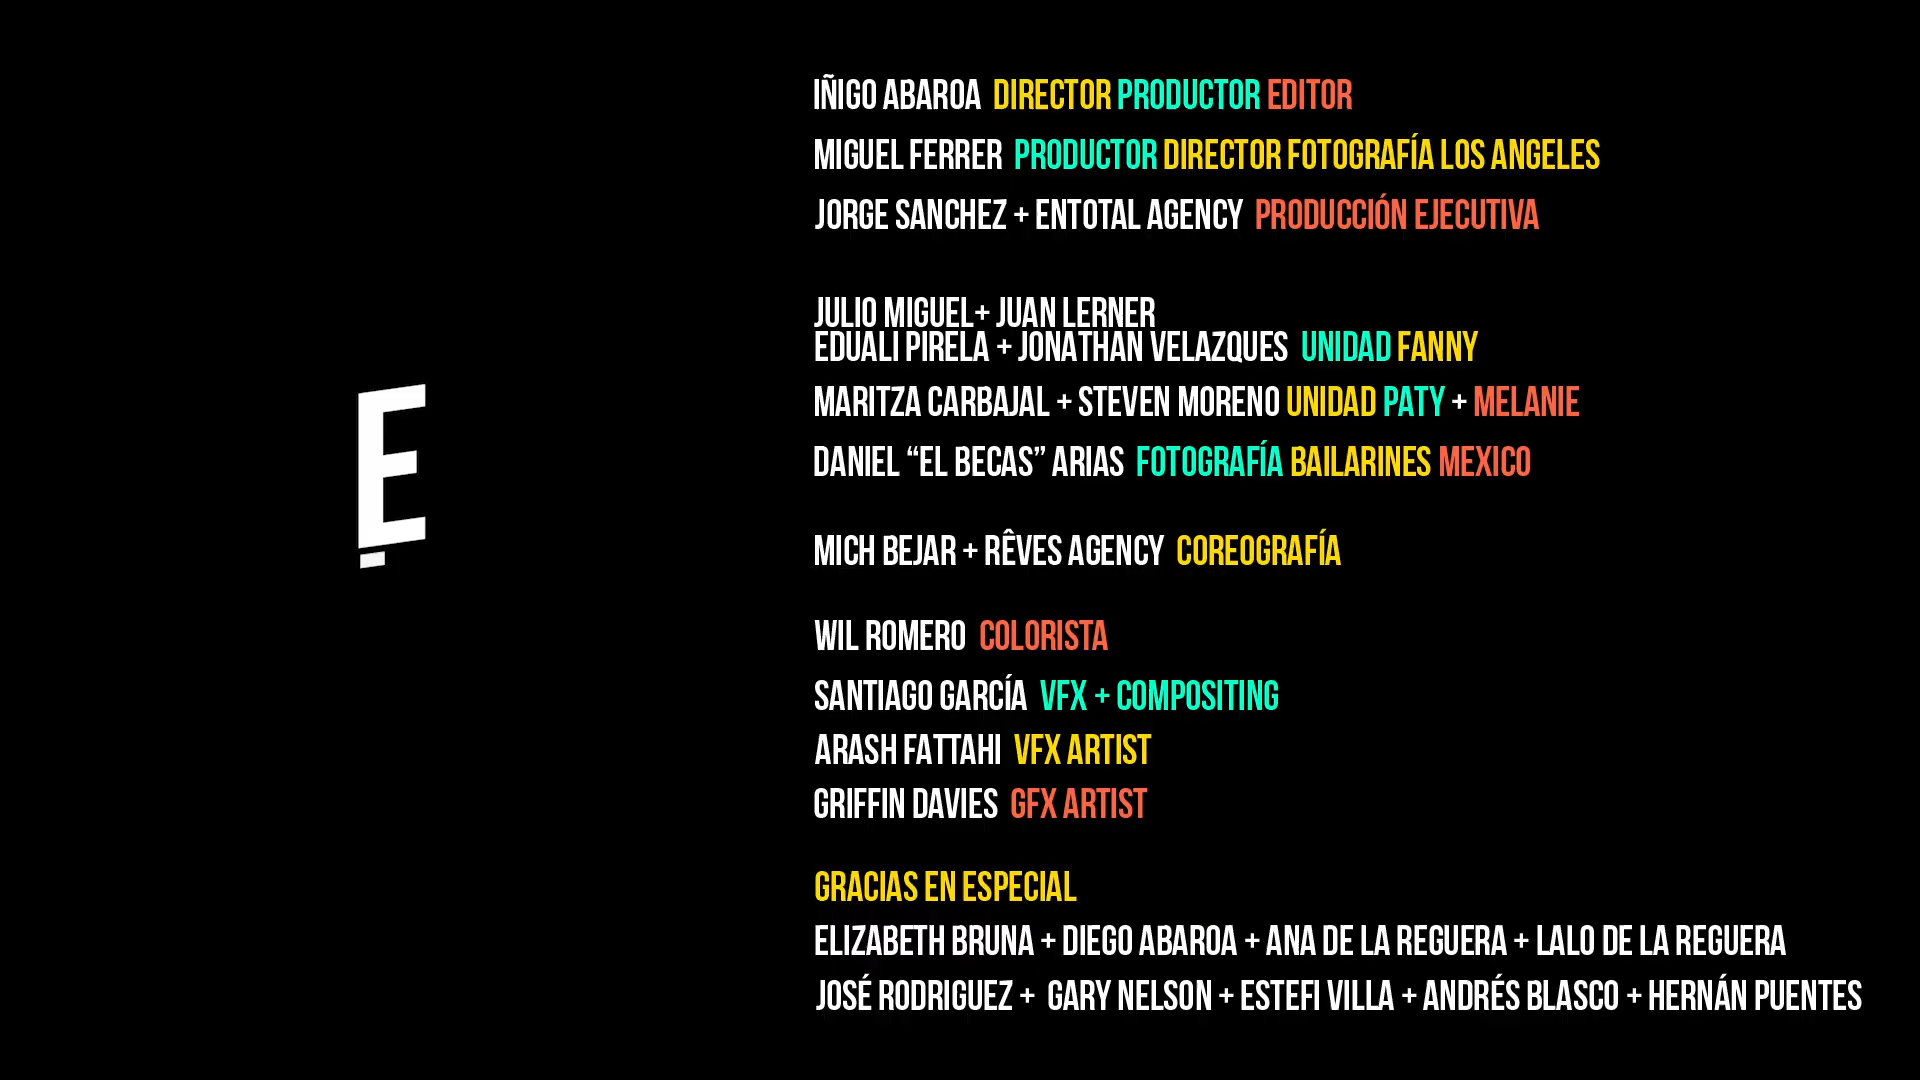 IÑIGO ABAROA DIRECTOR PRODUCTOR EDITOR
MIGUEL FERRER PRODUCTOR DIRECTOR FOTOGRAFÍA LOS ANGELES
JORGE SANCHEZ + ENTOTAL AGENCY PRODUCCIÓN EJECUTIVA
JULIO MIGUEL+ JUAN LERNER
EDUALI PIRELA + JONATHAN VELAZQUES UNIDAD FANNY
MARITZA CARBAJAL + STEVEN MORENO UNIDAD PATY + MELANIE
DANIEL “EL BECAS” ARIAS FOTOGRAFÍA BAILARINES MEXICO
E
MICH BEJAR + RÊVES AGENCY COREOGRAFÍA
WIL ROMERO COLORISTA
SANTIAGO GARCÍA VFX + COMPOSITING
ARASH FATTAHI VFX ARTIST
GRIFFIN DAVIES GFX ARTIST
GRACIAS EN ESPECIAL
ELIZABETH BRUNA + DIEGO ABAROA + ANA DE LA REGUERA + LALO DE LA REGUERA
JOSÉ RODRIGUEZ + GARY NELSON + ESTEFI VILLA + ANDRÉS BLASCO + HERNÁN PUENTES